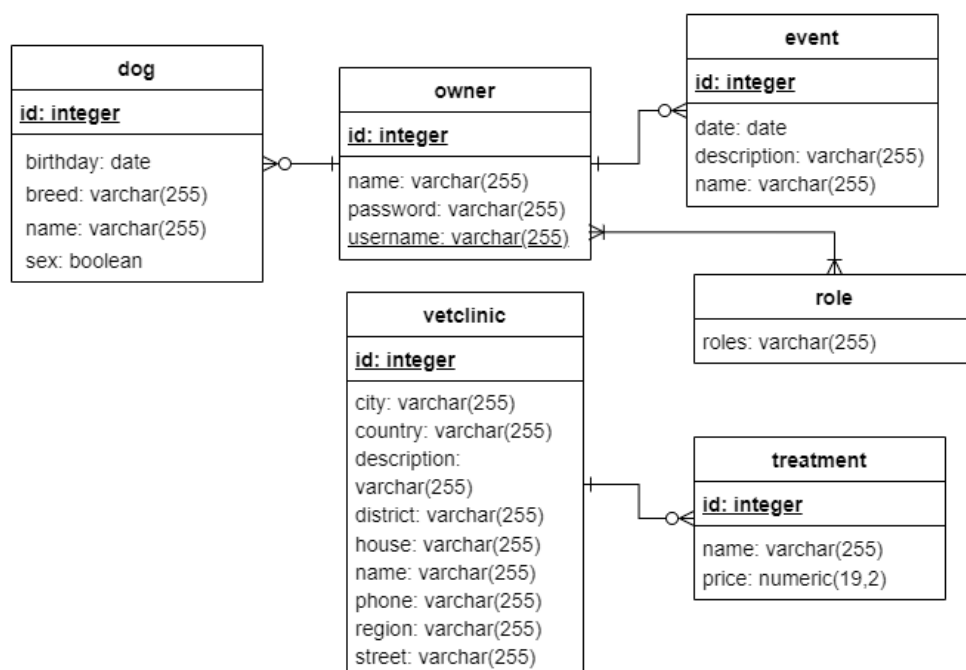 dog
id: integer
birthday: date
breed: varchar(255)
name: varchar(255)
sex: boolean
owner
id: integer
name: varchar(255)
password: varchar(255)
username: varchar(255)
event
id: integer
date: date
description: varchar(255)
name: varchar(255)
role
roles: varchar(255)
vetclinic
id: integer
city: varchar(255)
country: varchar(255)
description:
varchar(255)
district: varchar(255)
house: varchar(255)
name: varchar(255)
phone: varchar(255)
region: varchar(255)
street: varchar(255)
treatment
id: integer
name: varchar(255)
price: numeric(19,2)